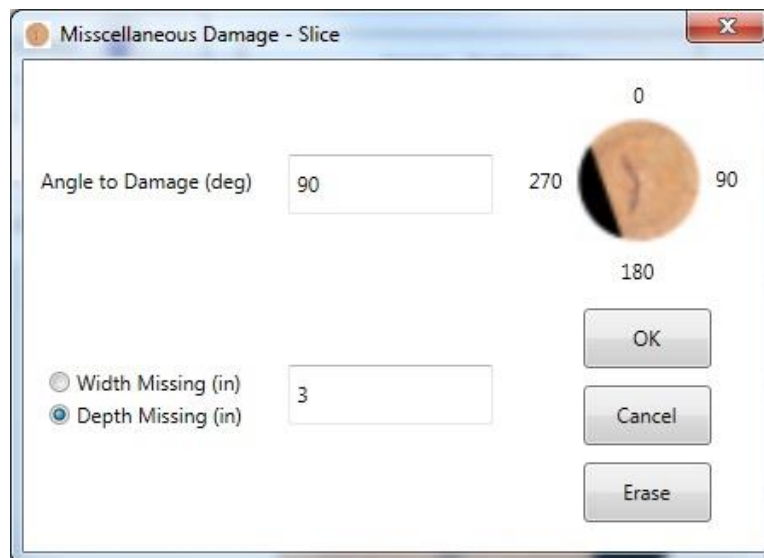 Misscellaneous Damage - Slice
x
0
Angle to Damage (deg) 90 270 90
180
OK
Width Missing (in)
3
Depth Missing (in)
Cancel
Erase